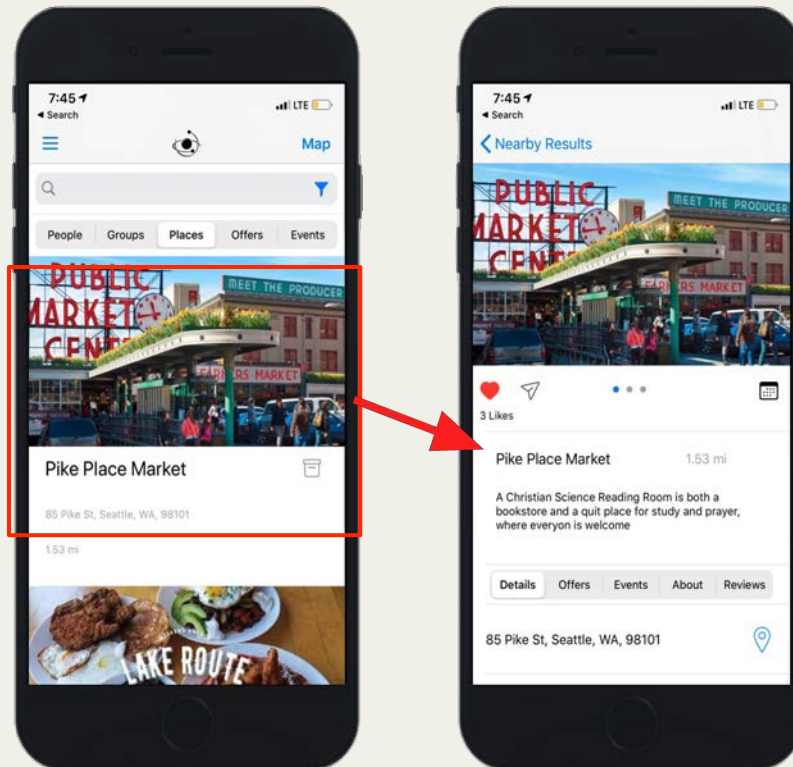 7:45
LTE
Search
Map
People Groups Places Offers Events
PUBLIC
MARKET
CENT
MEET THE PRODUCER
FARMERS MARKET
Pike Place Market
85 Pike St, Seattle, WA, 98101
1.53 mi
LAKE ROUTE
7:45
LTE
Search
Nearby Results
PUBLIC
MARKET
CENT
MEET THE PRODUCER
FARMERS MARKET
3 Likes
Pike Place Market 1.53 mi
A Christian Science Reading Room is both a
bookstore and a quit place for study and prayer,
where everyon is welcome
Details Offers Events About Reviews
85 Pike St, Seattle, WA, 98101